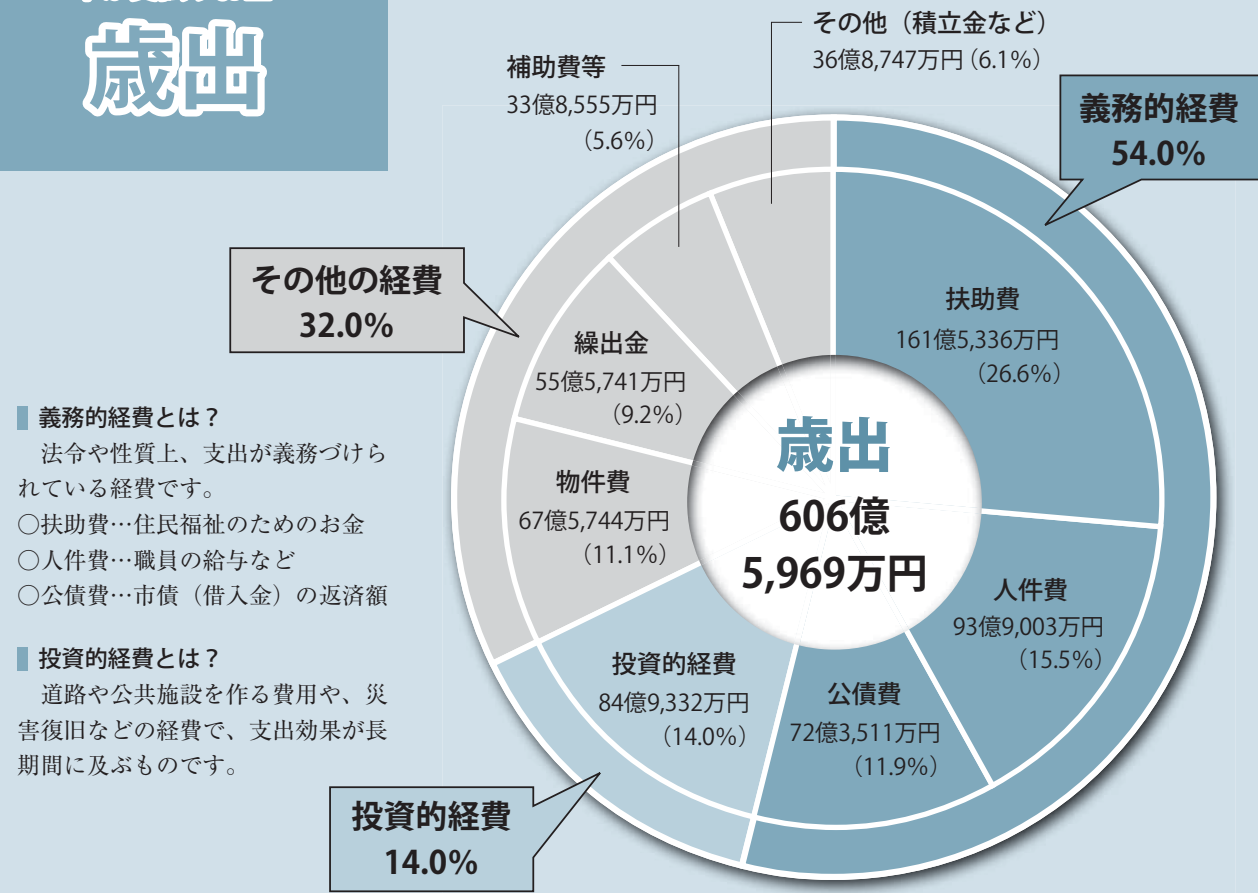 歳出
その他（積立金など）
36億8,747万円（6.1%）
補助費等
33億8,555万円
（5.6%）
義務的経費
54.0%
その他の経費
32.0%
扶助費
161億5,336万円
（26.6%）
繰出金
55億5,741万円
（9.2%）
物件費
67億5,744万円
（11.1%）
歳出
606億
5,969万円
人件費
93億9,003万円
（15.5%）
投資的経費
84億9,332万円
（14.0%）
公債費
72億3,511万円
（11.9%）
投資的経費
14.0%
義務的経費とは？
法令や性質上、支出が義務づけら
れている経費です。
○扶助費…住民福祉のためのお金
○人件費…職員の給与など
○公債費…市債（借入金）の返済額
投資的経費とは？
道路や公共施設を作る費用や、災
害復旧などの経費で、支出効果が長
期間に及ぶものです。